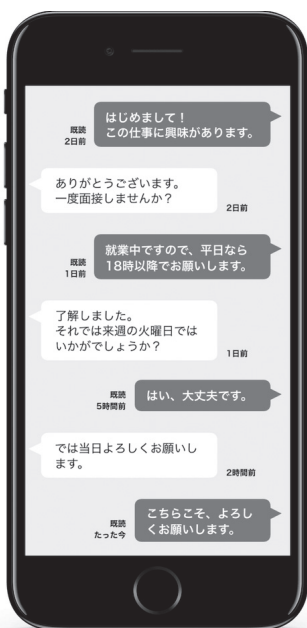 はじめまして！
この仕事に興味があります。
既読
2日前
ありがとうございます。
一度面接しませんか？
2日前
就業中ですので、平日なら
18時以降でお願いします。
既読
1日前
了解しました。
それでは来週の火曜日では
いかがでしょうか？
1日前
はい、大丈夫です。
既読
5時間前
では当日よろしくお願いし
ます。
2時間前
こちらこそ、よろし
くお願いします。
既読
たった今